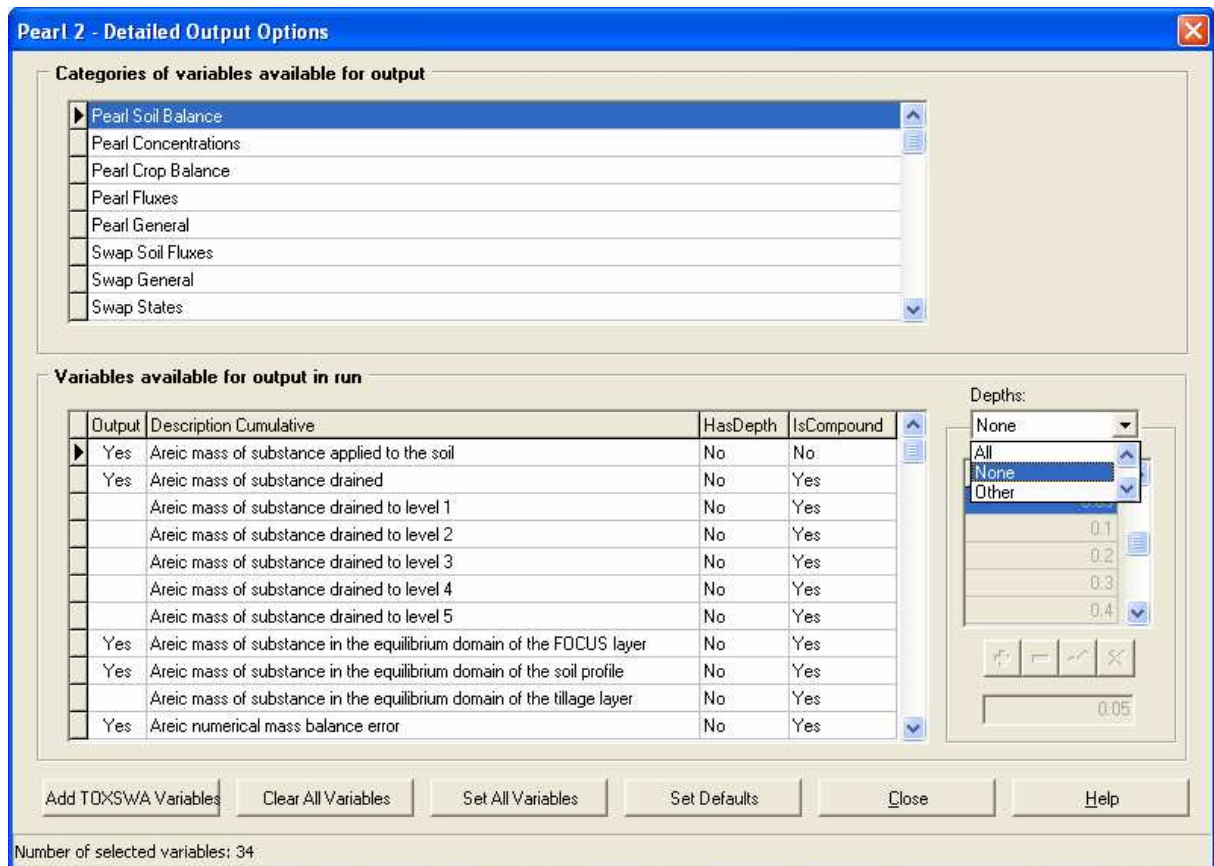 Pearl 2 - Detailed Output Options
Categories of variables available for output
Pearl Soil Balance
Pearl Concentrations
Pearl Crop Balance
Pearl Fluxes
Pearl General
Swap Soil Fluxes
Swap General
Swap States
Variables available for output in run
Output Description Cumulative HasDepth IsCompound
Yes Areic mass of substance applied to the soil No No
Yes Areic mass of substance drained No Yes
Areic mass of substance drained to level 1 No Yes
Areic mass of substance drained to level 2 No Yes
Areic mass of substance drained to level 3 No Yes
Areic mass of substance drained to level 4 No Yes
Areic mass of substance drained to level 5 No Yes
Yes Areic mass of substance in the equilibrium domain of the FOCUS layer No Yes
Yes Areic mass of substance in the equilibrium domain of the soil profile No Yes
Areic mass of substance in the equilibrium domain of the tillage layer No Yes
Yes Areic numerical mass balance error No Yes
Depths:
None
All
None
Other
0.1
0.2
0.3
0.4
0.05
Add TOXSWA Variables Clear All Variables Set All Variables Set Defaults Close Help
Number of selected variables: 34